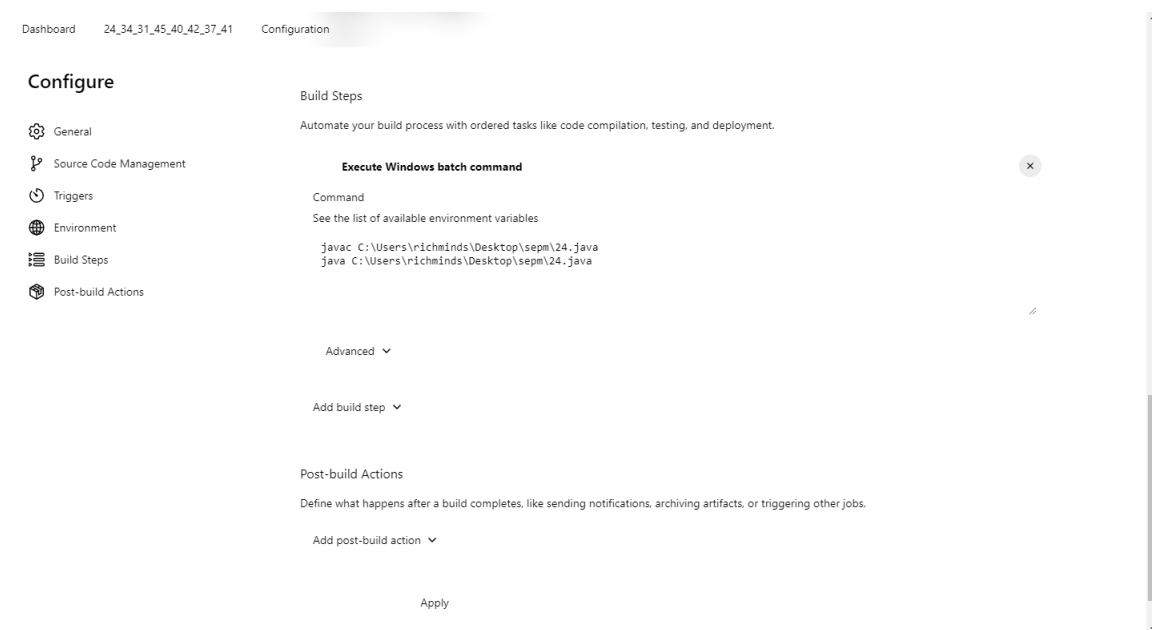 Dashboard 24_34_31_45_40_42_37_41 Configuration
Configure
General
Source Code Management
Triggers
Environment
Build Steps
Post-build Actions
Build Steps
Automate your build process with ordered tasks like code compilation, testing, and deployment.
Execute Windows batch command
Command
See the list of available environment variables
javac C:\Users\richminds\Desktop\sepm\24.java
java C:\Users\richminds\Desktop\sepm\24.java
Advanced
Add build step
Post-build Actions
Define what happens after a build completes, like sending notifications, archiving artifacts, or triggering other jobs.
Add post-build action
Apply